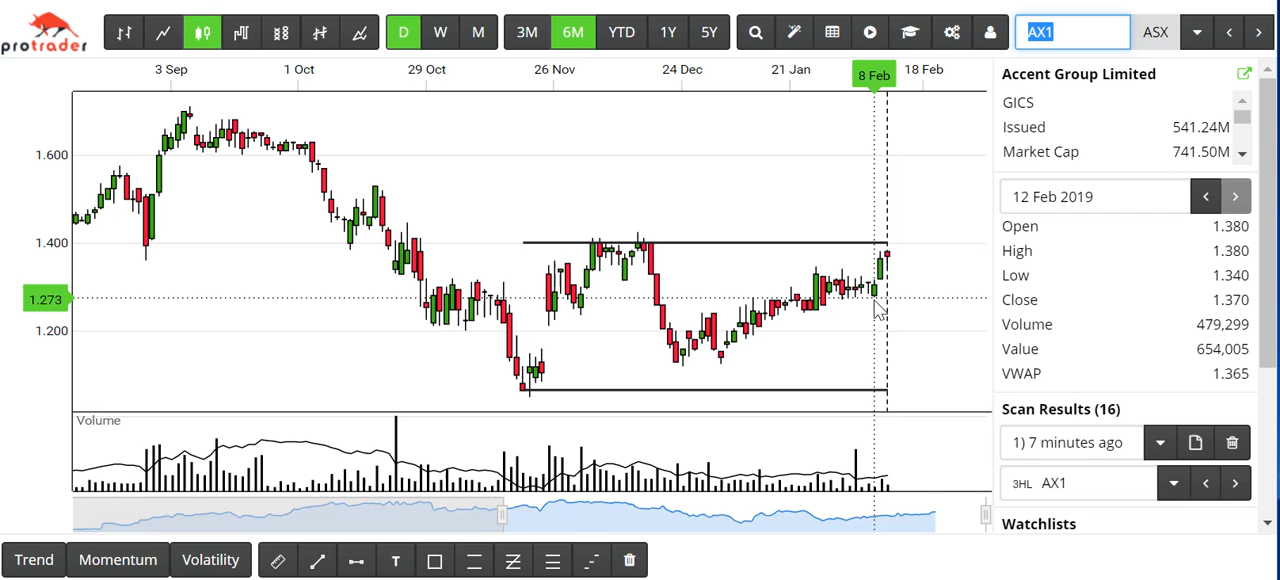 protrader
D W M 3M 6M YTD 1Y 5Y AX1 ASX
3 Sep 1 Oct 29 Oct 26 Nov 24 Dec 21 Jan 8 Feb 18 Feb
1.600
1.400
1.273
1.200
Volume
Accent Group Limited
GICS
Issued 541.24M
Market Cap 741.50M
12 Feb 2019
Open 1.380
High 1.380
Low 1.340
Close 1.370
Volume 479,299
Value 654,005
VWAP 1.365
Scan Results (16)
1) 7 minutes ago
3HL AX1
Watchlists
Trend Momentum Volatility T